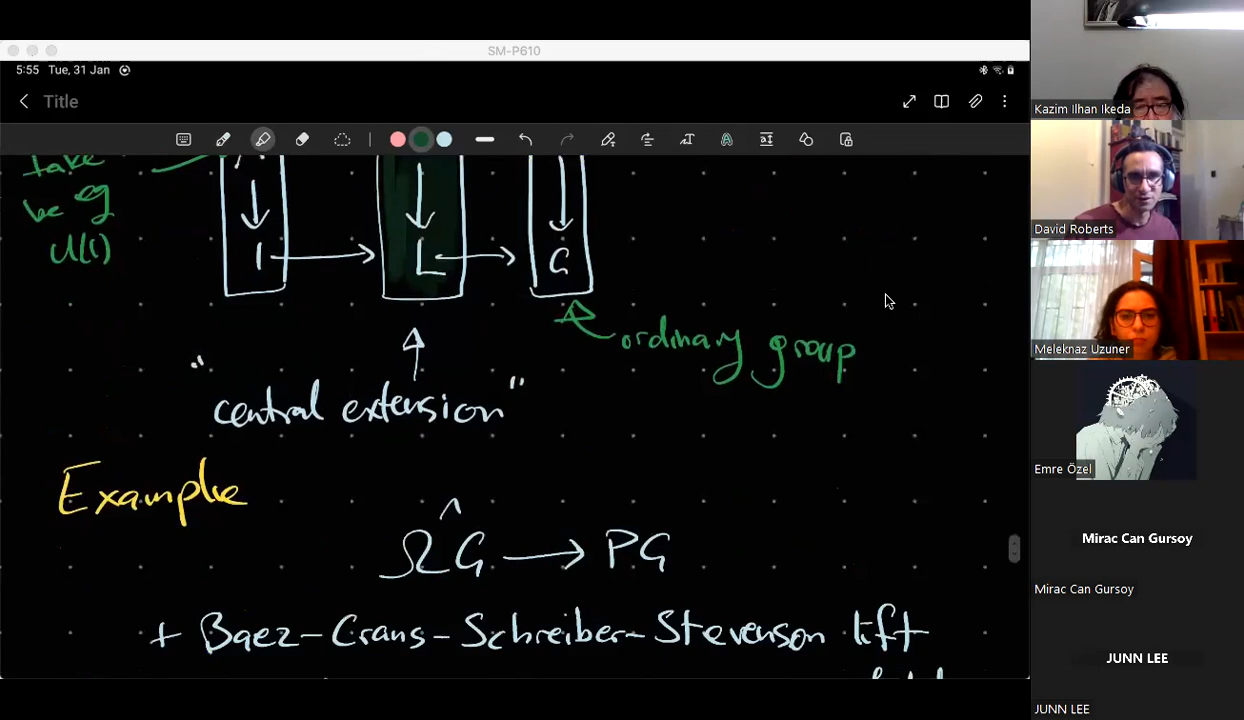 SM-P610
5:55 Tue, 31 Jan
Title
take
be eg
U(1)
1
L
G
ordinary group
"central extension"
Example
Ω̂G → PG
+ Baez-Crans-Schreiber-Stevenson lift
Kazim Ilhan Ikeda
David Roberts
Meleknaz Uzuner
Emre Özel
Mirac Can Gursoy
Mirac Can Gursoy
JUNN LEE
JUNN LEE